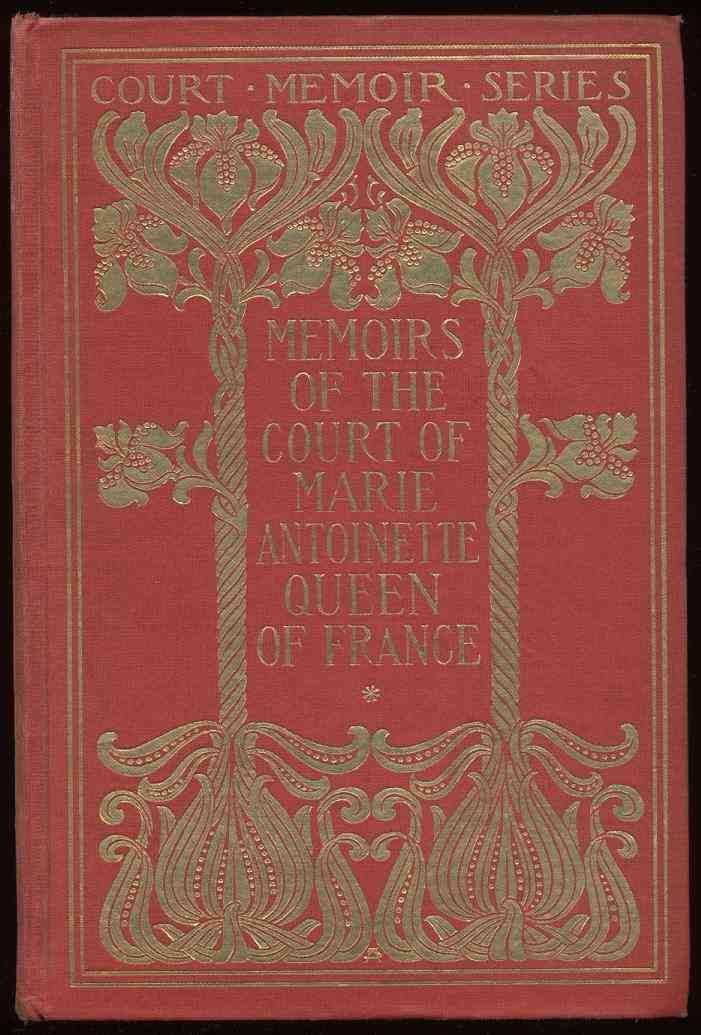 COURT · MEMOIR · SERIES
MEMOIRS
OF THE
COURT OF
MARIE
ANTOINETTE
QUEEN
OF FRANCE
*